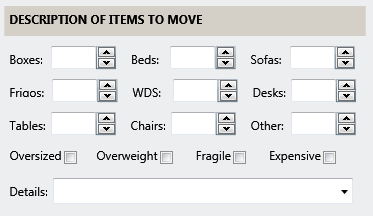 DESCRIPTION OF ITEMS TO MOVE
Boxes: Beds: Sofas:
Frigos: WDS: Desks:
Tables: Chairs: Other:
Oversized Overweight Fragile Expensive
Details: